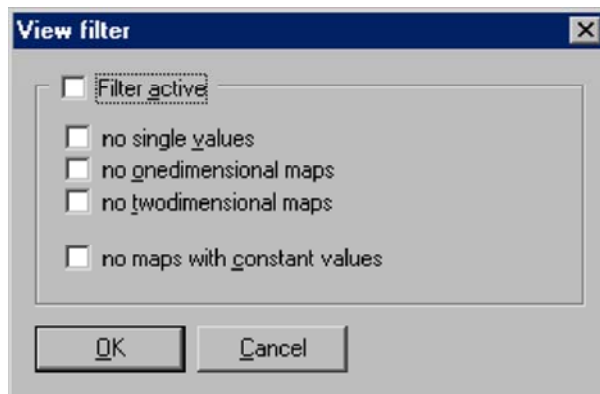 View filter
Filter active
no single values
no onedimensional maps
no twodimensional maps
no maps with constant values
OK Cancel